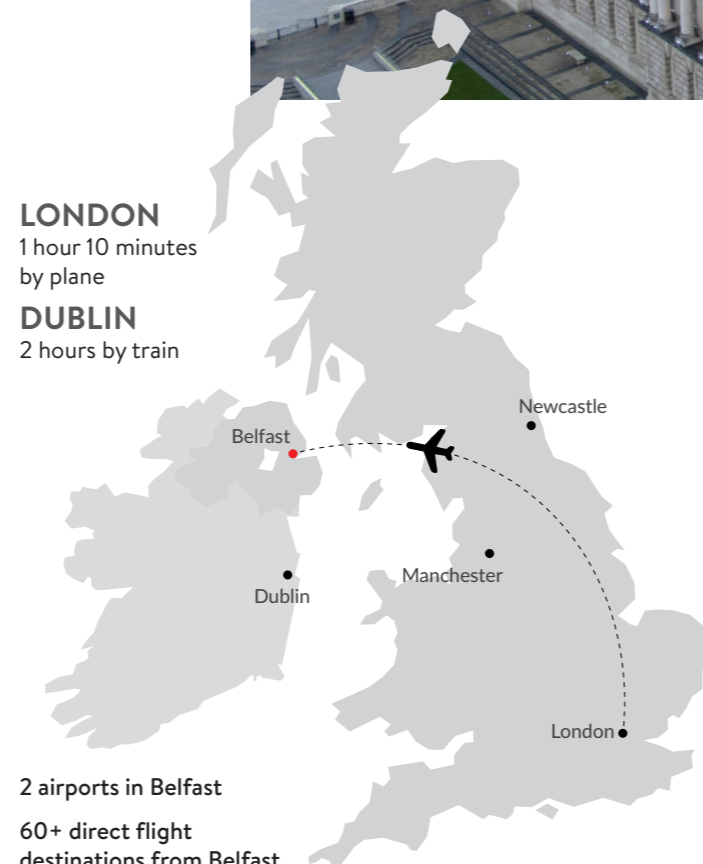 LONDON
1 hour 10 minutes
by plane
DUBLIN
2 hours by train
Newcastle
Belfast
Manchester
Dublin
London
2 airports in Belfast
60+ direct flight
destinations from Belfast